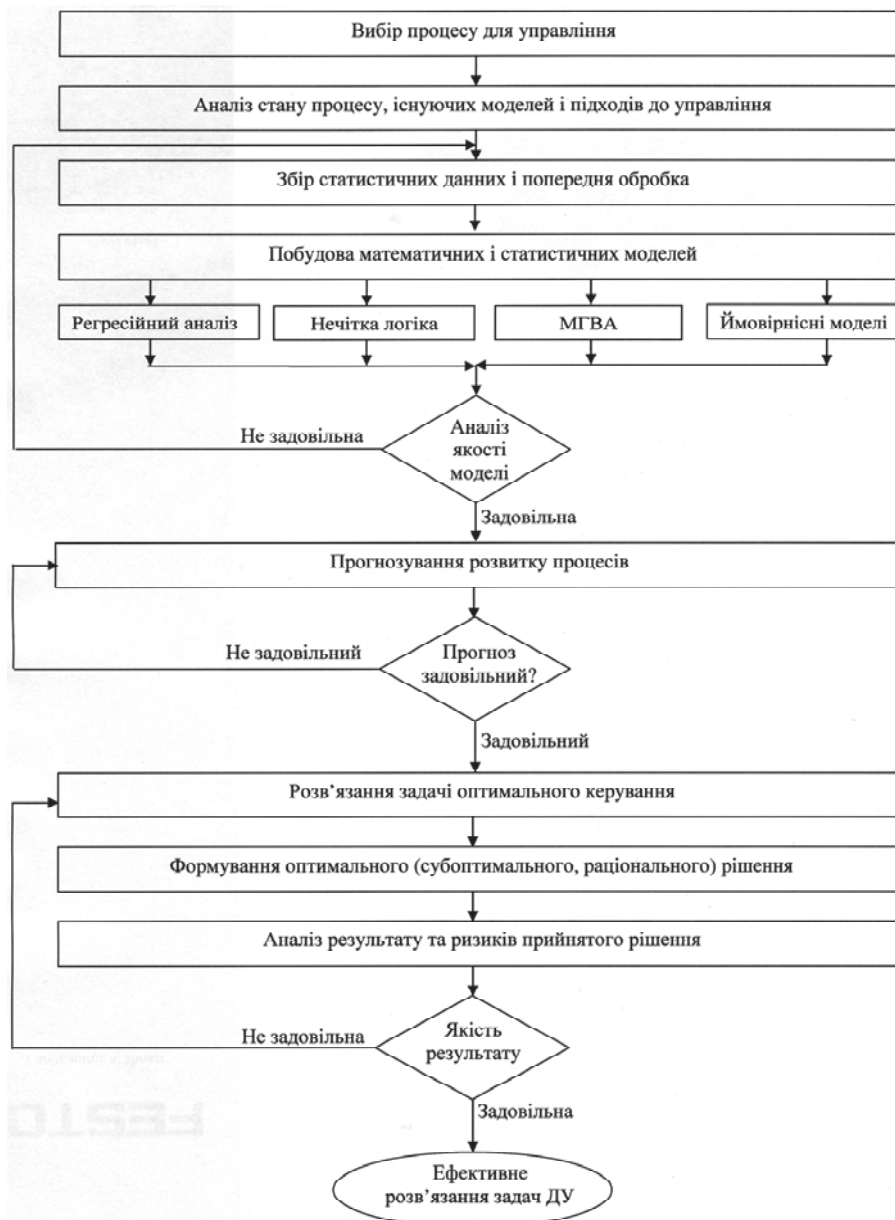 Вибір процесу для управління
Аналіз стану процесу, існуючих моделей і підходів до управління
Збір статистичних данних і попередня обробка
Побудова математичних і статистичних моделей
Регресійний аналіз
Нечітка логіка
МГВА
Ймовірнісні моделі
Не задовільна
Аналіз
якості
моделі
Задовільна
Прогнозування розвитку процесів
Не задовільний
Прогноз
задовільний?
Задовільний
Розв’язання задачі оптимального керування
Формування оптимального (субоптимального, раціонального) рішення
Аналіз результату та ризиків прийнятого рішення
Не задовільна
Якість
результату
Задовільна
Ефективне
розв’язання задач ДУ